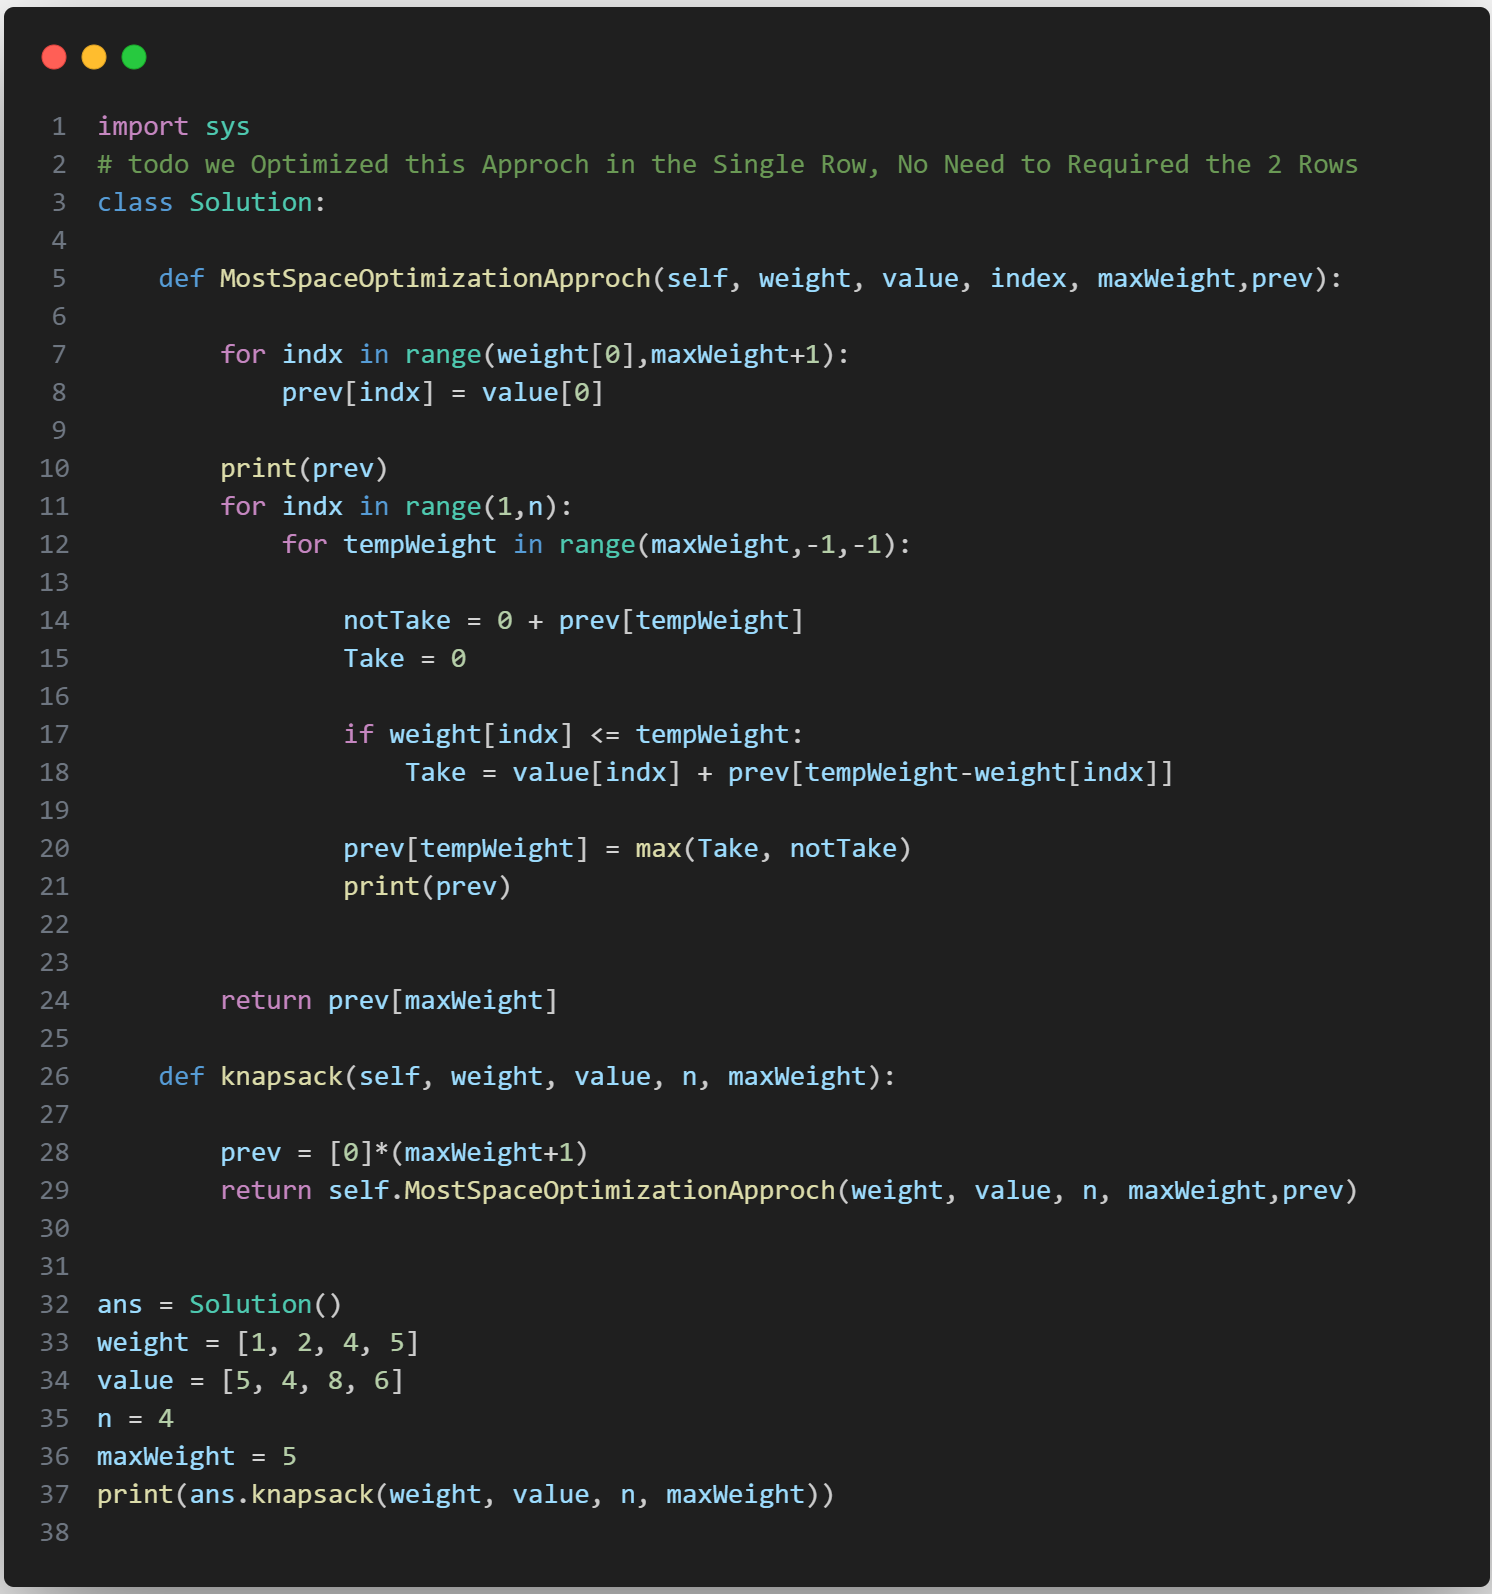 1 import sys
2 # todo we Optimized this Approch in the Single Row, No Need to Required the 2 Rows
3 class Solution:
4
5     def MostSpaceOptimizationApproch(self, weight, value, index, maxWeight,prev):
6
7         for indx in range(weight[0],maxWeight+1):
8             prev[indx] = value[0]
9
10         print(prev)
11         for indx in range(1,n):
12             for tempWeight in range(maxWeight,-1,-1):
13
14                 notTake = 0 + prev[tempWeight]
15                 Take = 0
16
17                 if weight[indx] <= tempWeight:
18                     Take = value[indx] + prev[tempWeight-weight[indx]]
19
20                 prev[tempWeight] = max(Take, notTake)
21                 print(prev)
22
23
24         return prev[maxWeight]
25
26     def knapsack(self, weight, value, n, maxWeight):
27
28         prev = [0]*(maxWeight+1)
29         return self.MostSpaceOptimizationApproch(weight, value, n, maxWeight,prev)
30
31
32 ans = Solution()
33 weight = [1, 2, 4, 5]
34 value = [5, 4, 8, 6]
35 n = 4
36 maxWeight = 5
37 print(ans.knapsack(weight, value, n, maxWeight))
38